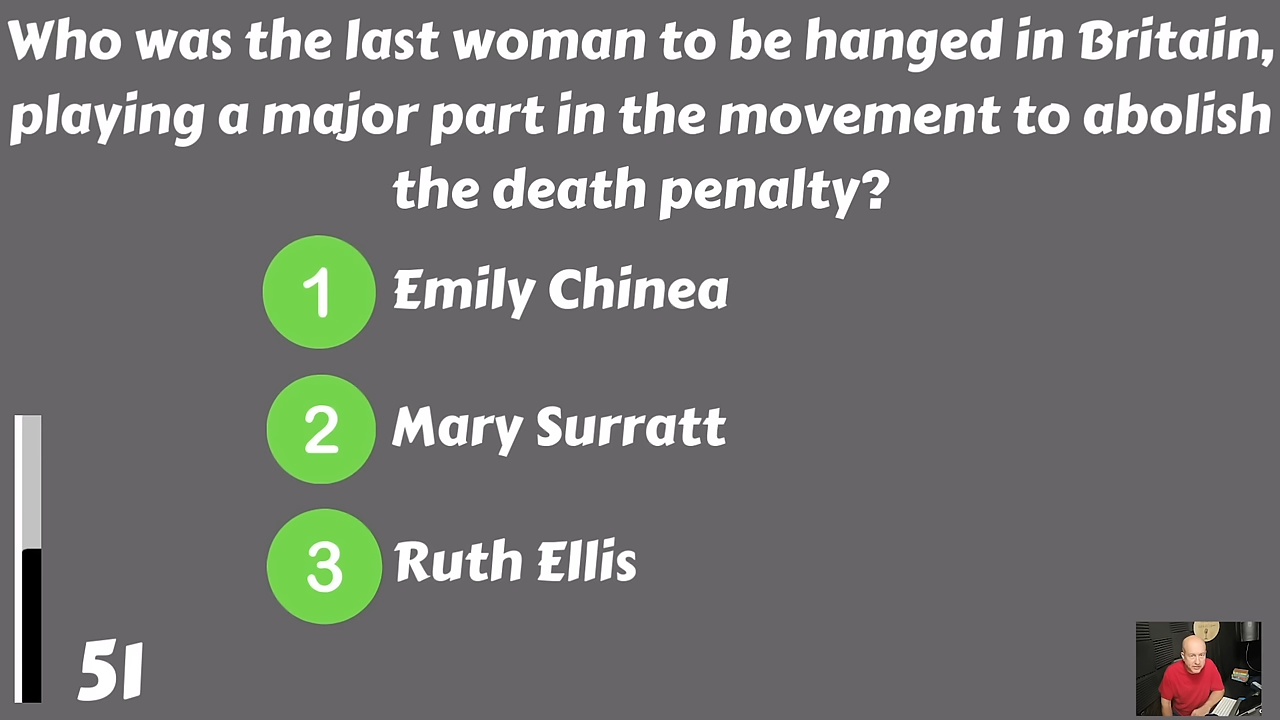 Who was the last woman to be hanged in Britain,
playing a major part in the movement to abolish
the death penalty?
1 Emily Chinea
2 Mary Surratt
3 Ruth Ellis
51